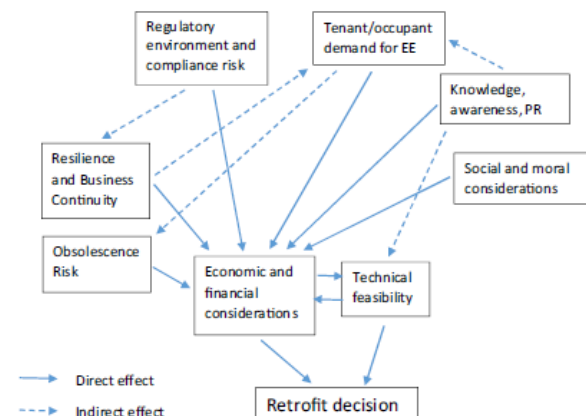 Regulatory
environment and
compliance risk
Tenant/occupant
demand for EE
Knowledge,
awareness, PR
Resilience
and Business
Continuity
Social and moral
considerations
Obsolescence
Risk
Economic and
financial
considerations
Technical
feasibility
Direct effect
Indirect effect
Retrofit decision